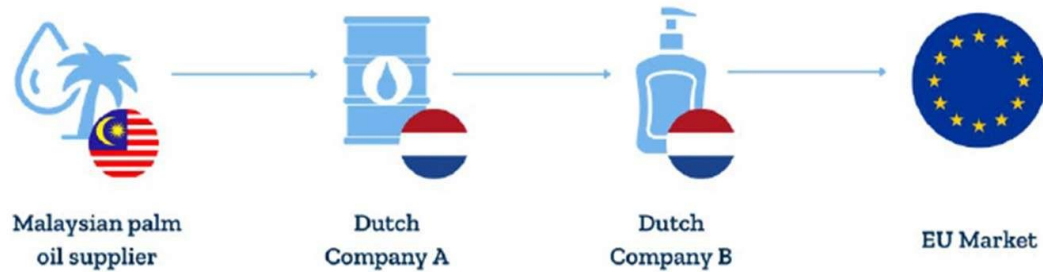 Malaysian palm
oil supplier
Dutch
Company A
Dutch
Company B
EU Market